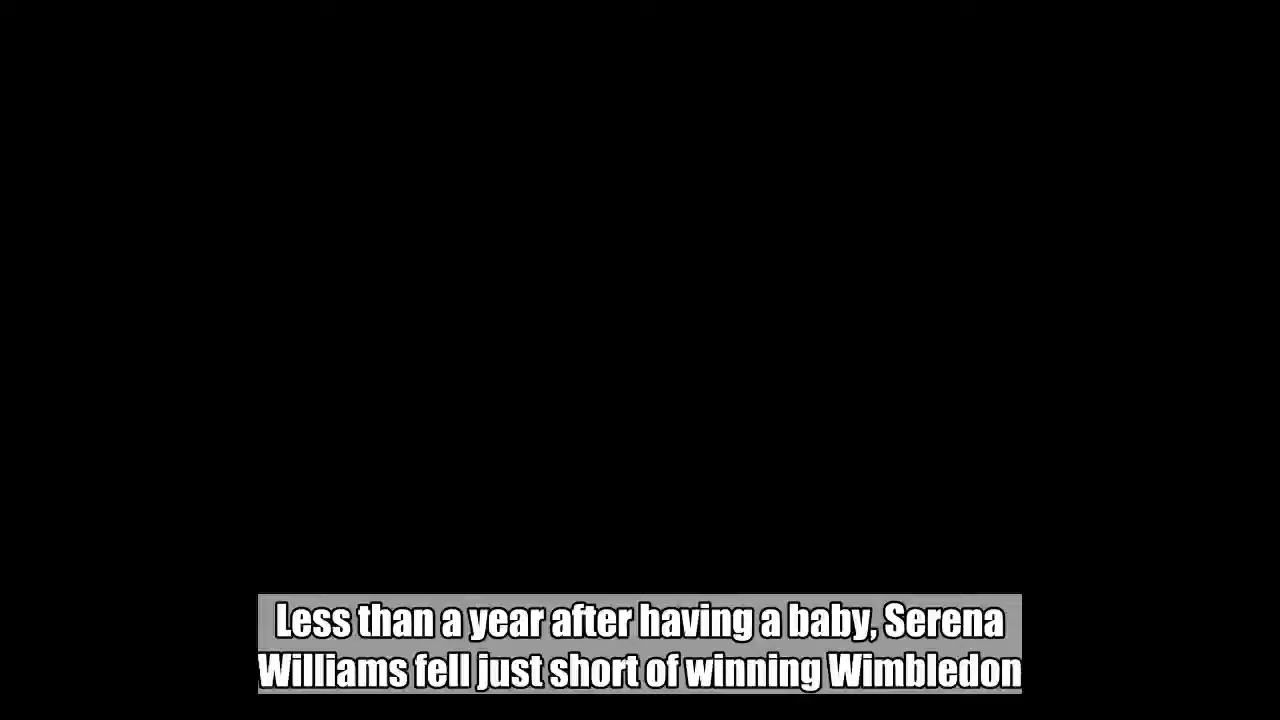 Less than a year after having a baby, Serena
Williams fell just short of winning Wimbledon